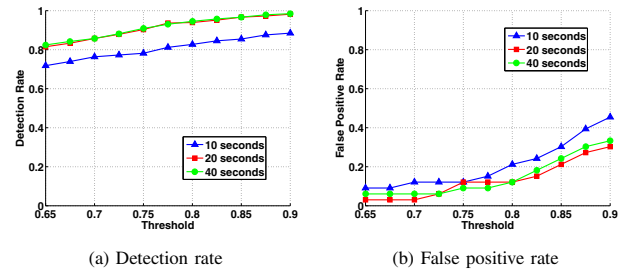 1
0.8
0.6
0.4
0.2
0
Detection Rate
10 seconds
20 seconds
40 seconds
0.65 0.7 0.75 0.8 0.85 0.9
Threshold
(a) Detection rate
1
0.8
0.6
0.4
0.2
0
False Positive Rate
10 seconds
20 seconds
40 seconds
0.65 0.7 0.75 0.8 0.85 0.9
Threshold
(b) False positive rate